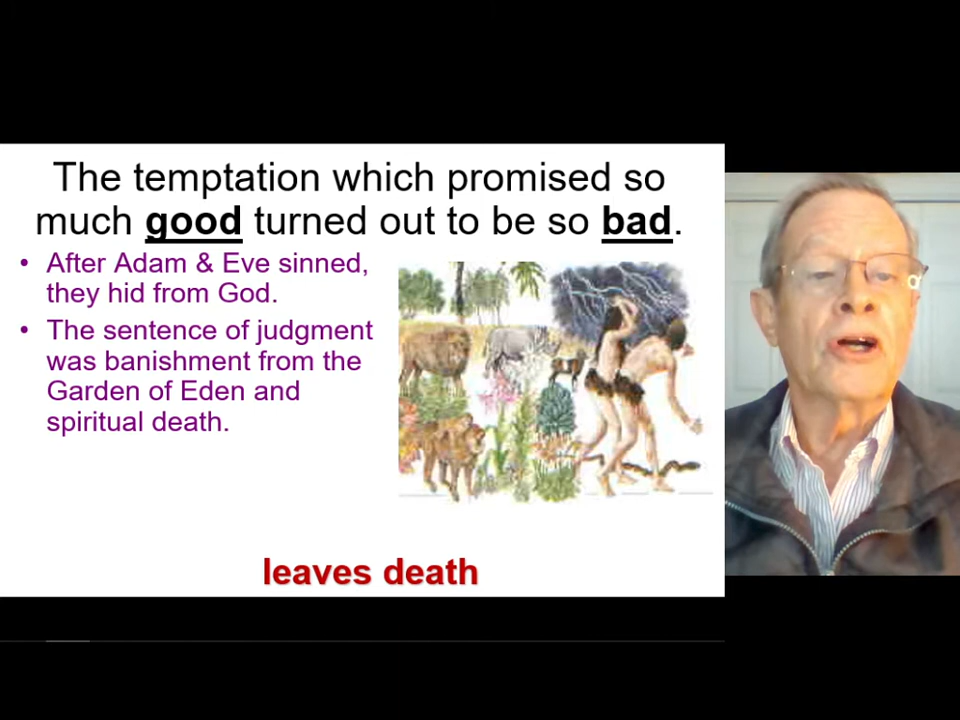 The temptation which promised so
much good turned out to be so bad.
• After Adam & Eve sinned,
they hid from God.
• The sentence of judgment
was banishment from the
Garden of Eden and
spiritual death.
leaves death